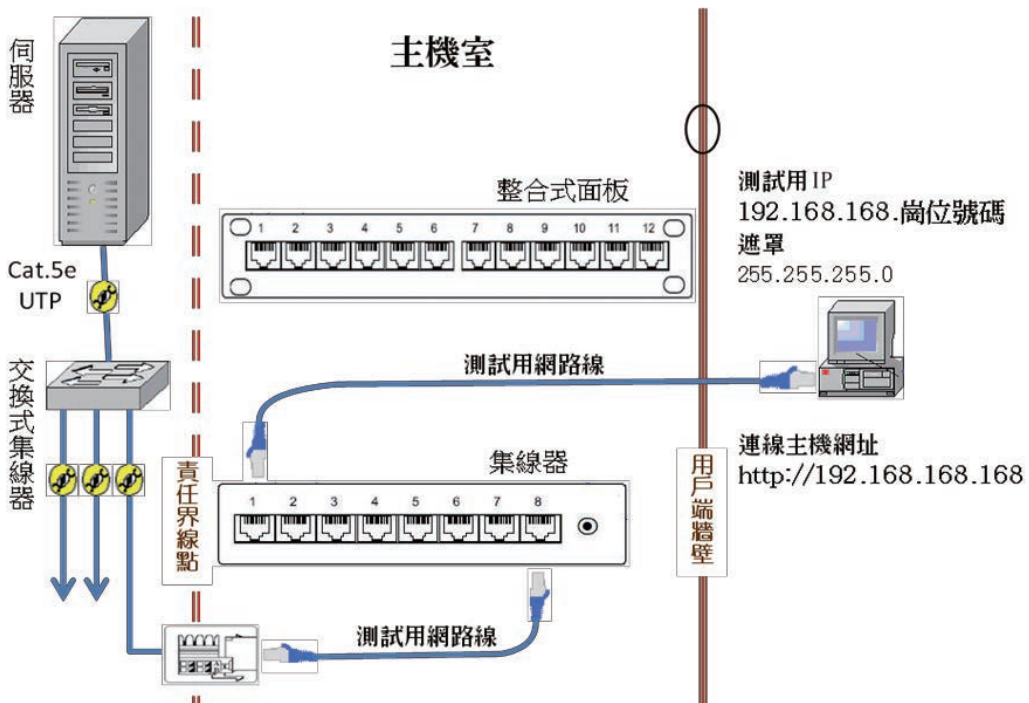 主機室
伺服器
整合式面板
1 2 3 4 5 6 7 8 9 10 11 12
測試用IP
192.168.168.崗位號碼
遮罩
255.255.255.0
Cat.5e
UTP
測試用網路線
交換式集線器
連線主機網址
http://192.168.168.168
責任界線點
集線器
1 2 3 4 5 6 7 8
用戶端牆壁
測試用網路線